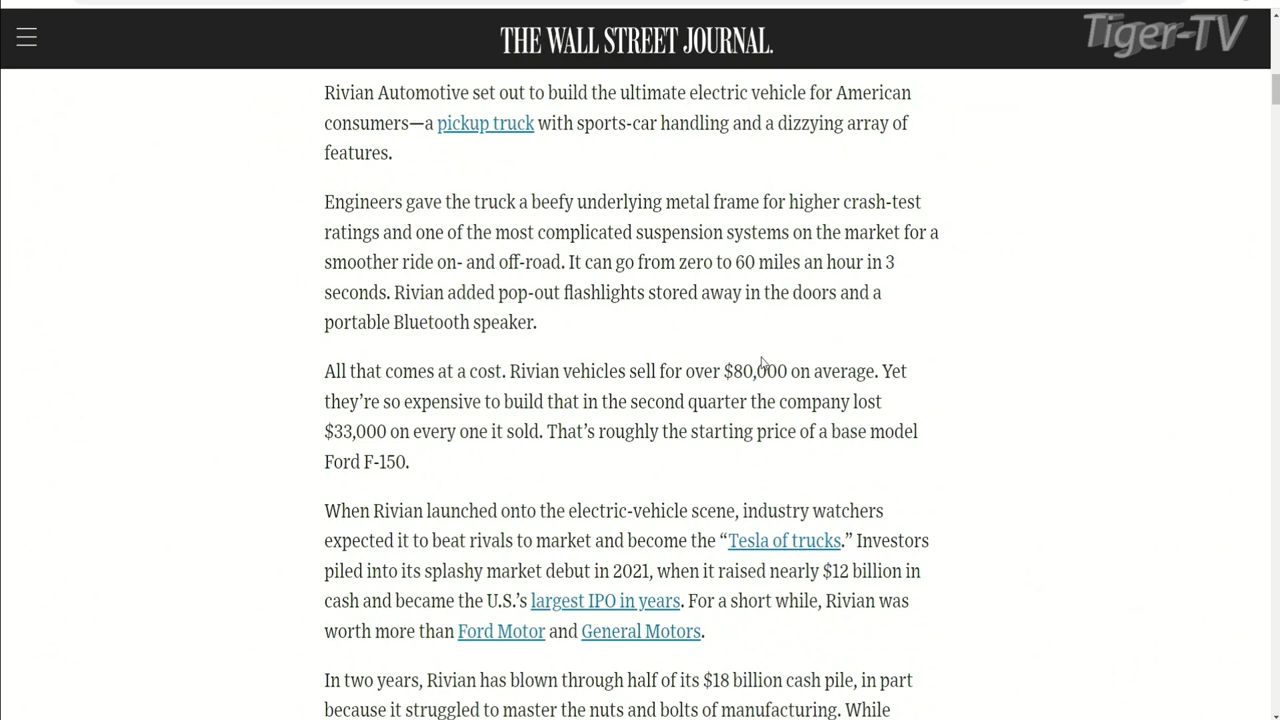 THE WALL STREET JOURNAL.
Tiger-TV
Rivian Automotive set out to build the ultimate electric vehicle for American
consumers—a pickup truck with sports-car handling and a dizzying array of
features.
Engineers gave the truck a beefy underlying metal frame for higher crash-test
ratings and one of the most complicated suspension systems on the market for a
smoother ride on- and off-road. It can go from zero to 60 miles an hour in 3
seconds. Rivian added pop-out flashlights stored away in the doors and a
portable Bluetooth speaker.
All that comes at a cost. Rivian vehicles sell for over $80,000 on average. Yet
they’re so expensive to build that in the second quarter the company lost
$33,000 on every one it sold. That’s roughly the starting price of a base model
Ford F-150.
When Rivian launched onto the electric-vehicle scene, industry watchers
expected it to beat rivals to market and become the “Tesla of trucks.” Investors
piled into its splashy market debut in 2021, when it raised nearly $12 billion in
cash and became the U.S.’s largest IPO in years. For a short while, Rivian was
worth more than Ford Motor and General Motors.
In two years, Rivian has blown through half of its $18 billion cash pile, in part
because it struggled to master the nuts and bolts of manufacturing. While